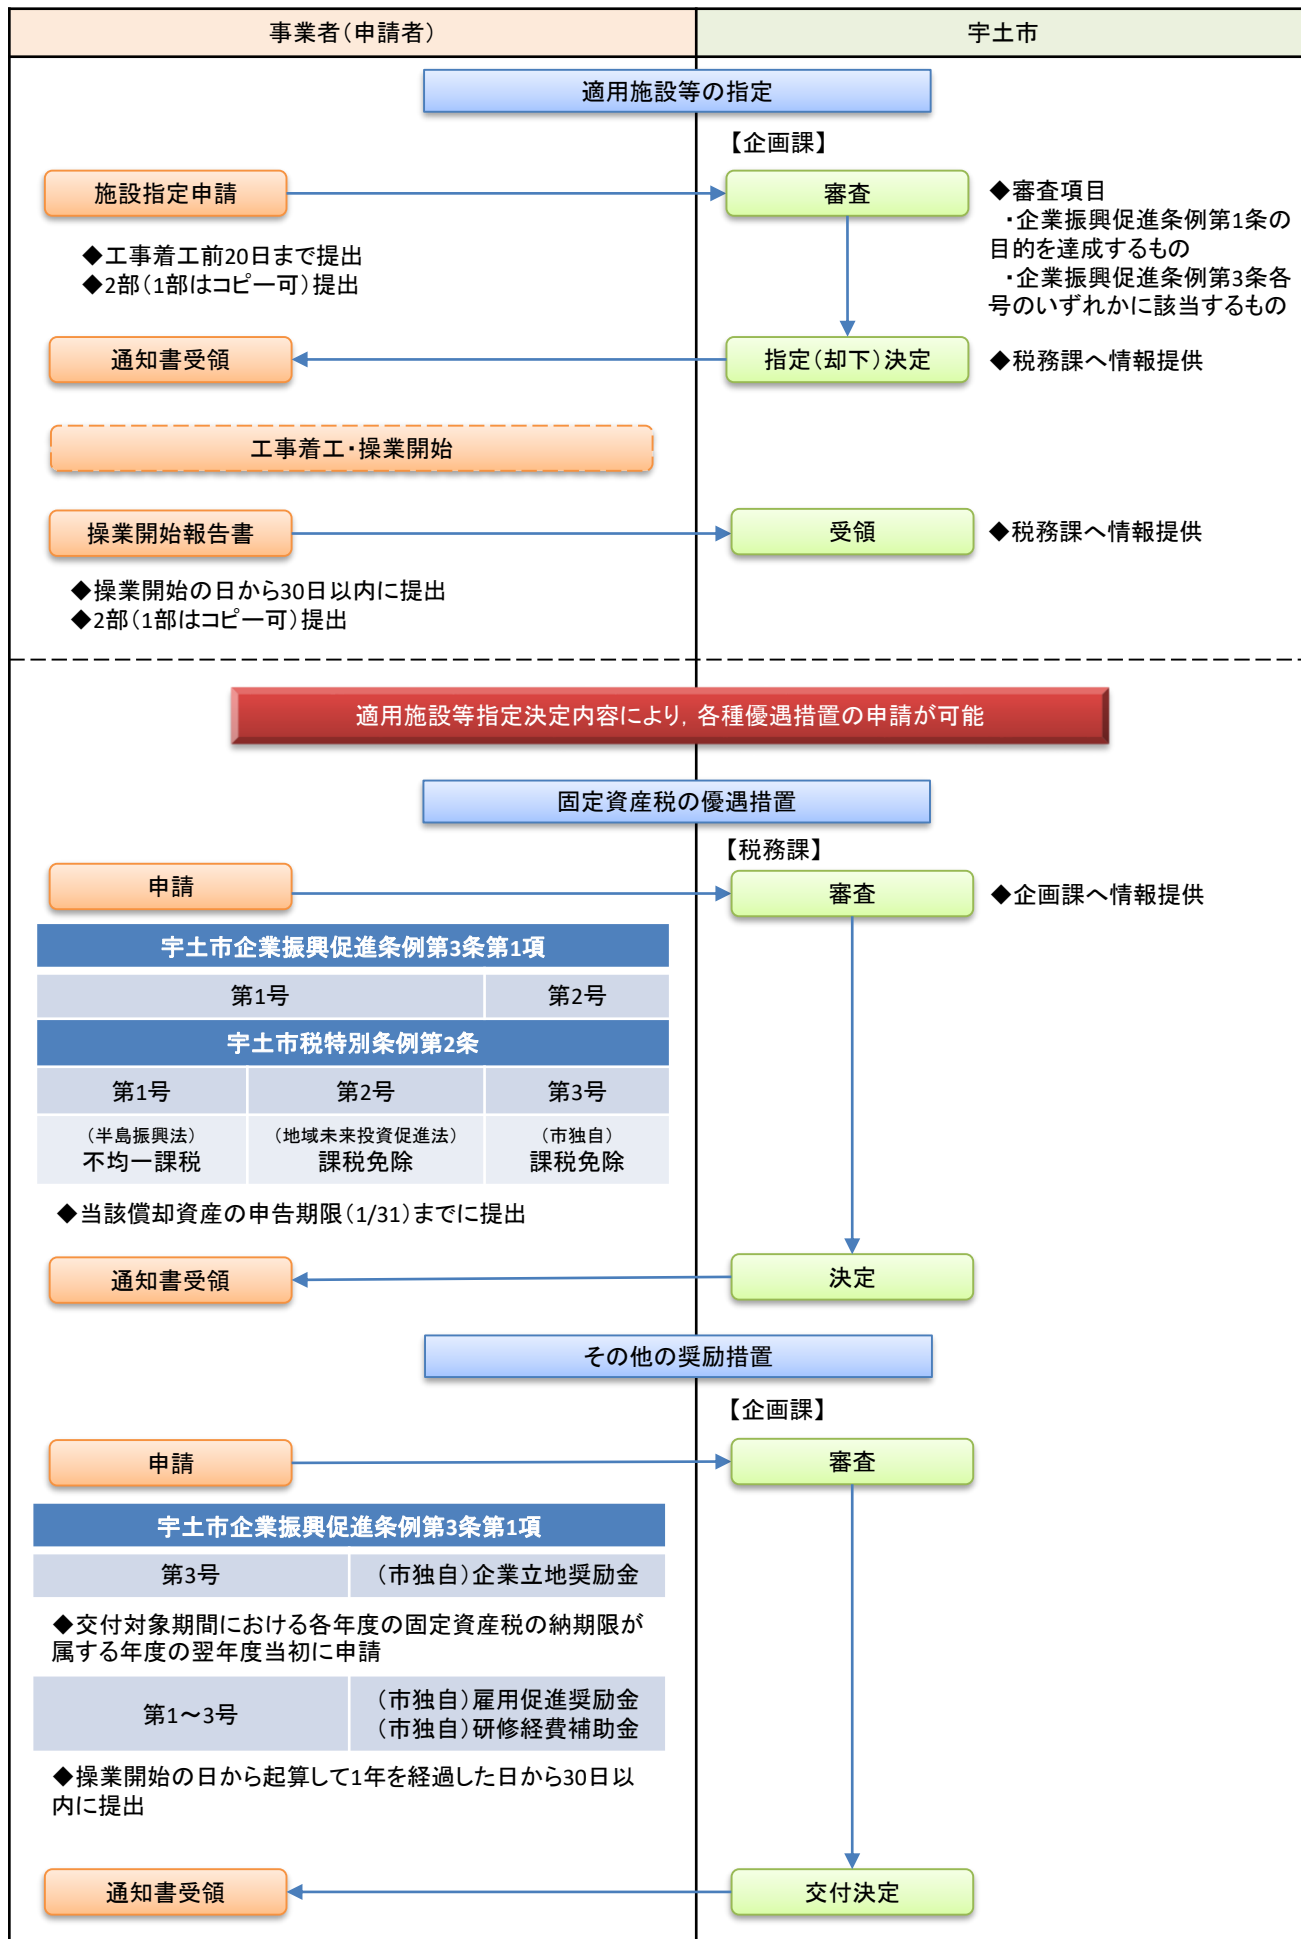 事業者（申請者）
宇土市
適用施設等の指定
【企画課】
施設指定申請
審査
◆審査項目
・企業振興促進条例第1条の
目的を達成するもの
・企業振興促進条例第3条各
号のいずれかに該当するもの
◆工事着工前20日まで提出
◆2部（1部はコピー可）提出
通知書受領
指定（却下）決定
◆税務課へ情報提供
工事着工・操業開始
操業開始報告書
受領
◆税務課へ情報提供
◆操業開始の日から30日以内に提出
◆2部（1部はコピー可）提出
適用施設等指定決定内容により，各種優遇措置の申請が可能
固定資産税の優遇措置
【税務課】
申請
審査
◆企画課へ情報提供
宇土市企業振興促進条例第3条第1項
第1号
第2号
宇土市税特別条例第2条
第1号
第2号
第3号
（半島振興法）
不均一課税
（地域未来投資促進法）
課税免除
（市独自）
課税免除
◆当該償却資産の申告期限（1/31）までに提出
通知書受領
決定
その他の奨励措置
【企画課】
申請
審査
宇土市企業振興促進条例第3条第1項
第3号
（市独自）企業立地奨励金
◆交付対象期間における各年度の固定資産税の納期限が
属する年度の翌年度当初に申請
第1～3号
（市独自）雇用促進奨励金
（市独自）研修経費補助金
◆操業開始の日から起算して1年を経過した日から30日以
内に提出
通知書受領
交付決定